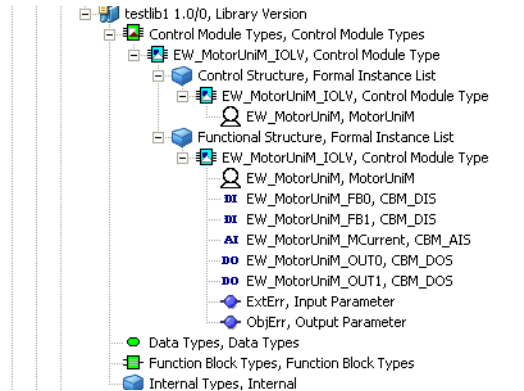 testlib1 1.0/0, Library Version
Control Module Types, Control Module Types
EW_MotorUniM_IOLV, Control Module Type
Control Structure, Formal Instance List
EW_MotorUniM_IOLV, Control Module Type
EW_MotorUniM, MotorUniM
Functional Structure, Formal Instance List
EW_MotorUniM_IOLV, Control Module Type
EW_MotorUniM, MotorUniM
DI EW_MotorUniM_FB0, CBM_DIS
DI EW_MotorUniM_FB1, CBM_DIS
AI EW_MotorUniM_MCurrent, CBM_AIS
DO EW_MotorUniM_OUT0, CBM_DOS
DO EW_MotorUniM_OUT1, CBM_DOS
ExtErr, Input Parameter
ObjErr, Output Parameter
Data Types, Data Types
Function Block Types, Function Block Types
Internal Types, Internal